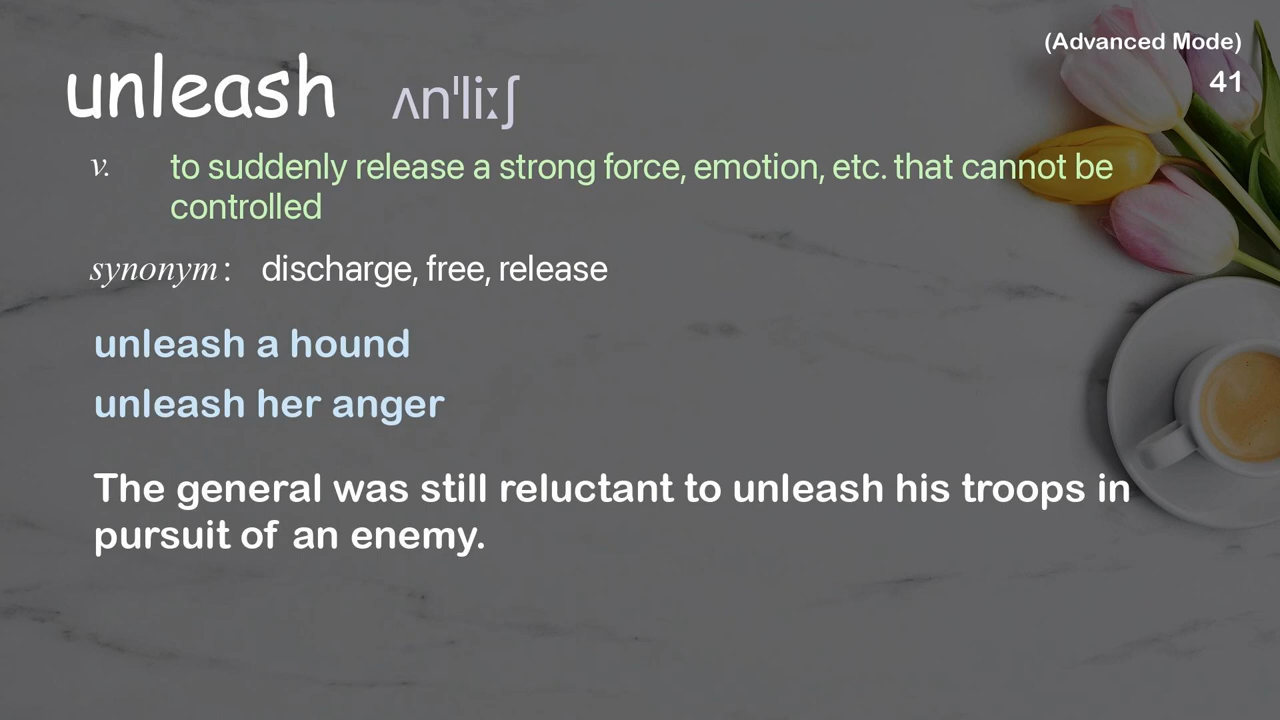 (Advanced Mode)
41
unleash ʌnˈliːʃ
v. to suddenly release a strong force, emotion, etc. that cannot be
controlled
synonym: discharge, free, release
unleash a hound
unleash her anger
The general was still reluctant to unleash his troops in
pursuit of an enemy.